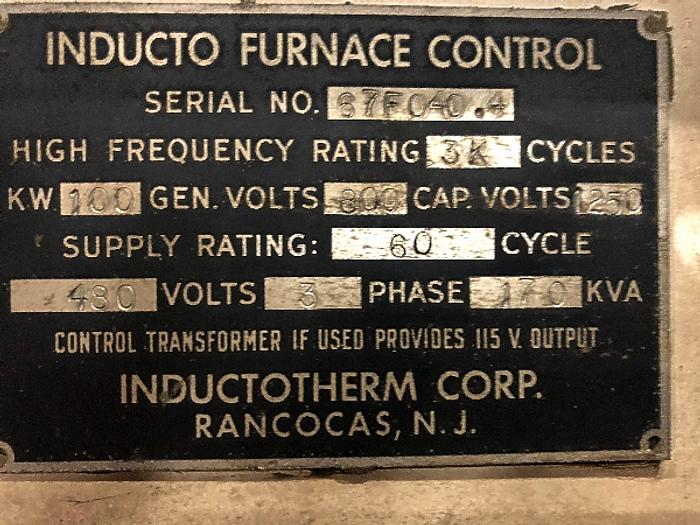 INDUCTO FURNACE CONTROL
SERIAL NO. 67F040.4
HIGH FREQUENCY RATING 3K CYCLES
KW 100 GEN. VOLTS 800 CAP. VOLTS 1250
SUPPLY RATING: 60 CYCLE
480 VOLTS 3 PHASE 170 KVA
CONTROL TRANSFORMER IF USED PROVIDES 115 V. OUTPUT
INDUCTOTHERM CORP.
RANCOCAS, N. J.